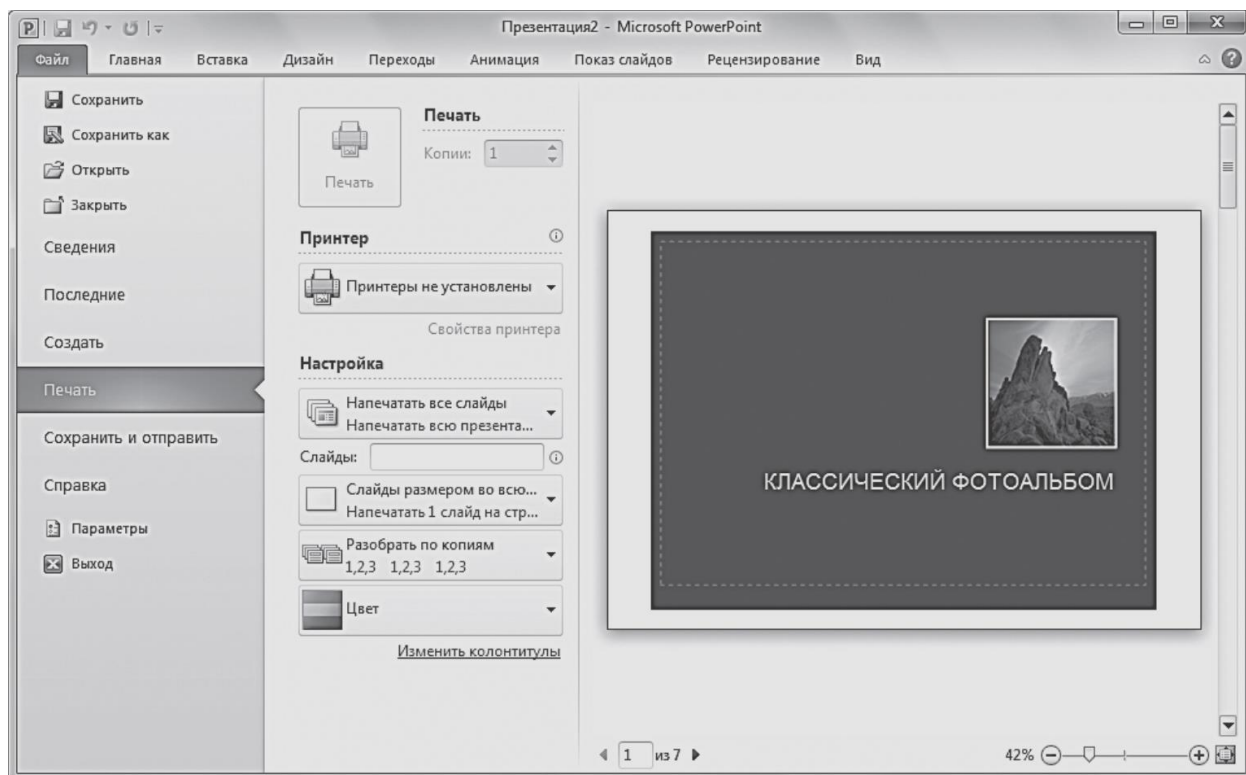 Презентация2 - Microsoft PowerPoint
Файл Главная Вставка Дизайн Переходы Анимация Показ слайдов Рецензирование Вид
Сохранить
Сохранить как
Открыть
Закрыть
Сведения
Последние
Создать
Печать
Сохранить и отправить
Справка
Параметры
Выход
Печать
Печать
Копии: 1
Принтер
Принтеры не установлены
Свойства принтера
Настройка
Напечатать все слайды
Напечатать всю презента...
Слайды:
Слайды размером во всю...
Напечатать 1 слайд на стр...
Разобрать по копиям
1,2,3 1,2,3 1,2,3
Цвет
Изменить колонтитулы
КЛАССИЧЕСКИЙ ФОТОАЛЬБОМ
1 из 7
42%